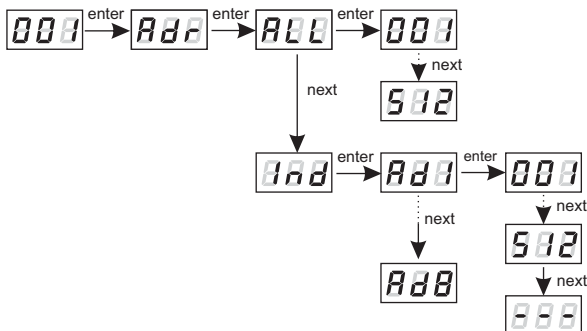 001 enter Adr enter ALL enter 001
next
next
512
Ind enter Ad1 enter 001
next
next
512
Ad8
next
---